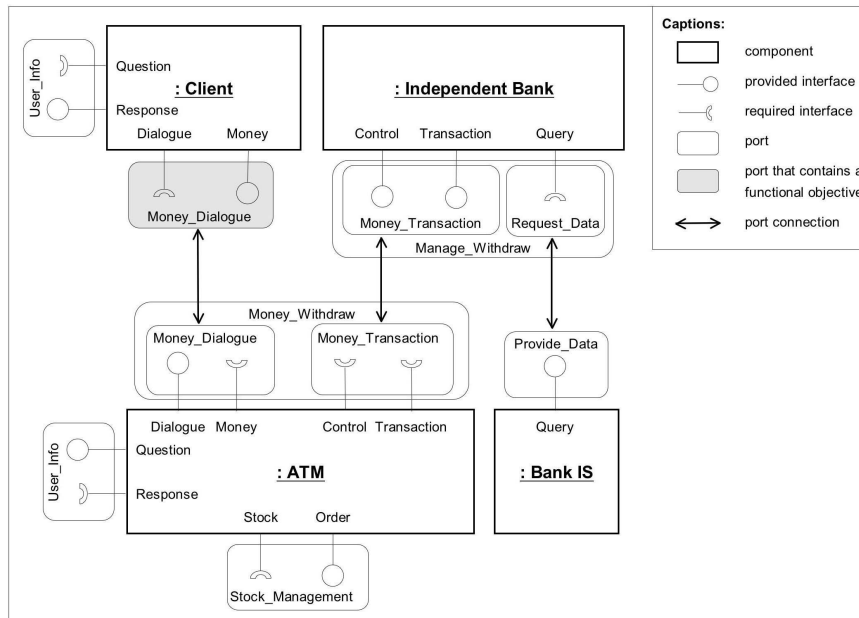 User_Info
Question
Response
: Client
Dialogue Money
Money_Dialogue
: Independent Bank
Control Transaction Query
Money_Transaction
Request_Data
Manage_Withdraw
Money_Withdraw
Money_Dialogue
Money_Transaction
Provide_Data
Dialogue Money Control Transaction
Query
User_Info
Question
Response
: ATM
: Bank IS
Stock Order
Stock_Management
Captions:
component
provided interface
required interface
port
port that contains a
functional objective
port connection